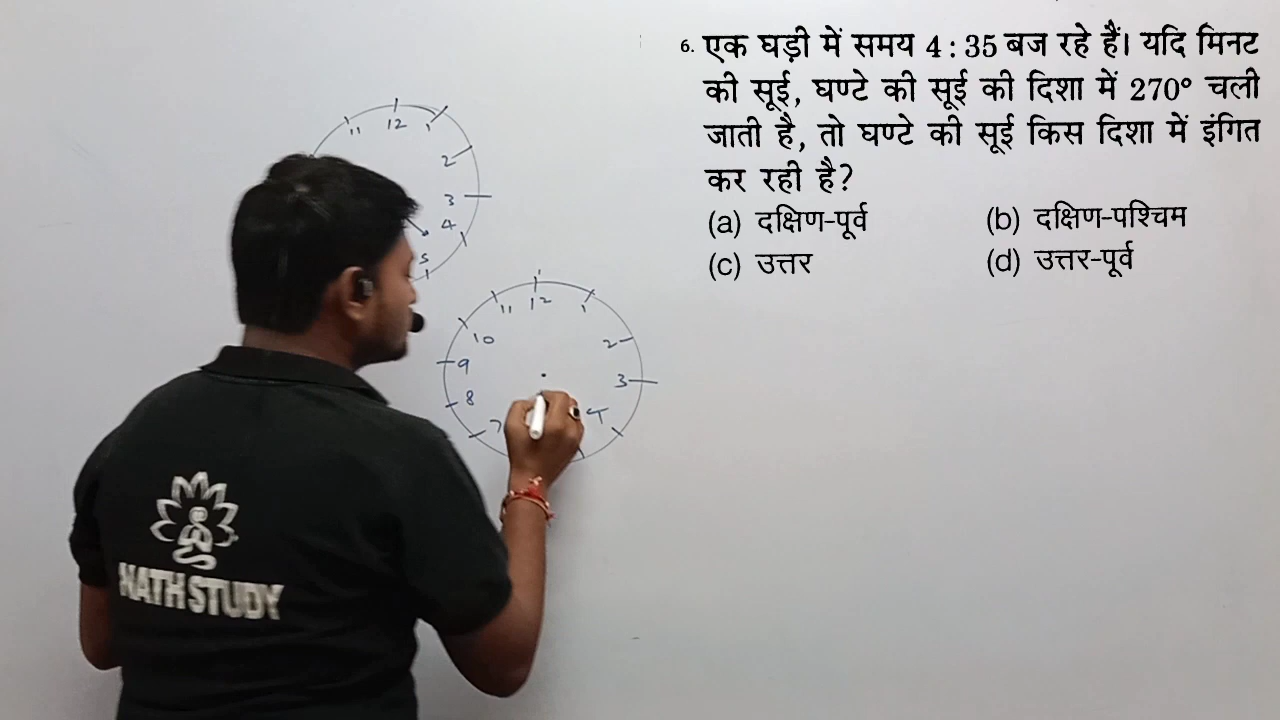 6. एक घड़ी में समय 4 : 35 बज रहे हैं। यदि मिनट
की सूई, घण्टे की सूई की दिशा में 270° चली
जाती है, तो घण्टे की सूई किस दिशा में इंगित
कर रही है?
(a) दक्षिण-पूर्व (b) दक्षिण-पश्चिम
(c) उत्तर (d) उत्तर-पूर्व
11 12 1
2
3
4
5
11 12 1
10 2
9 3
8 4
7
NATH STUDY